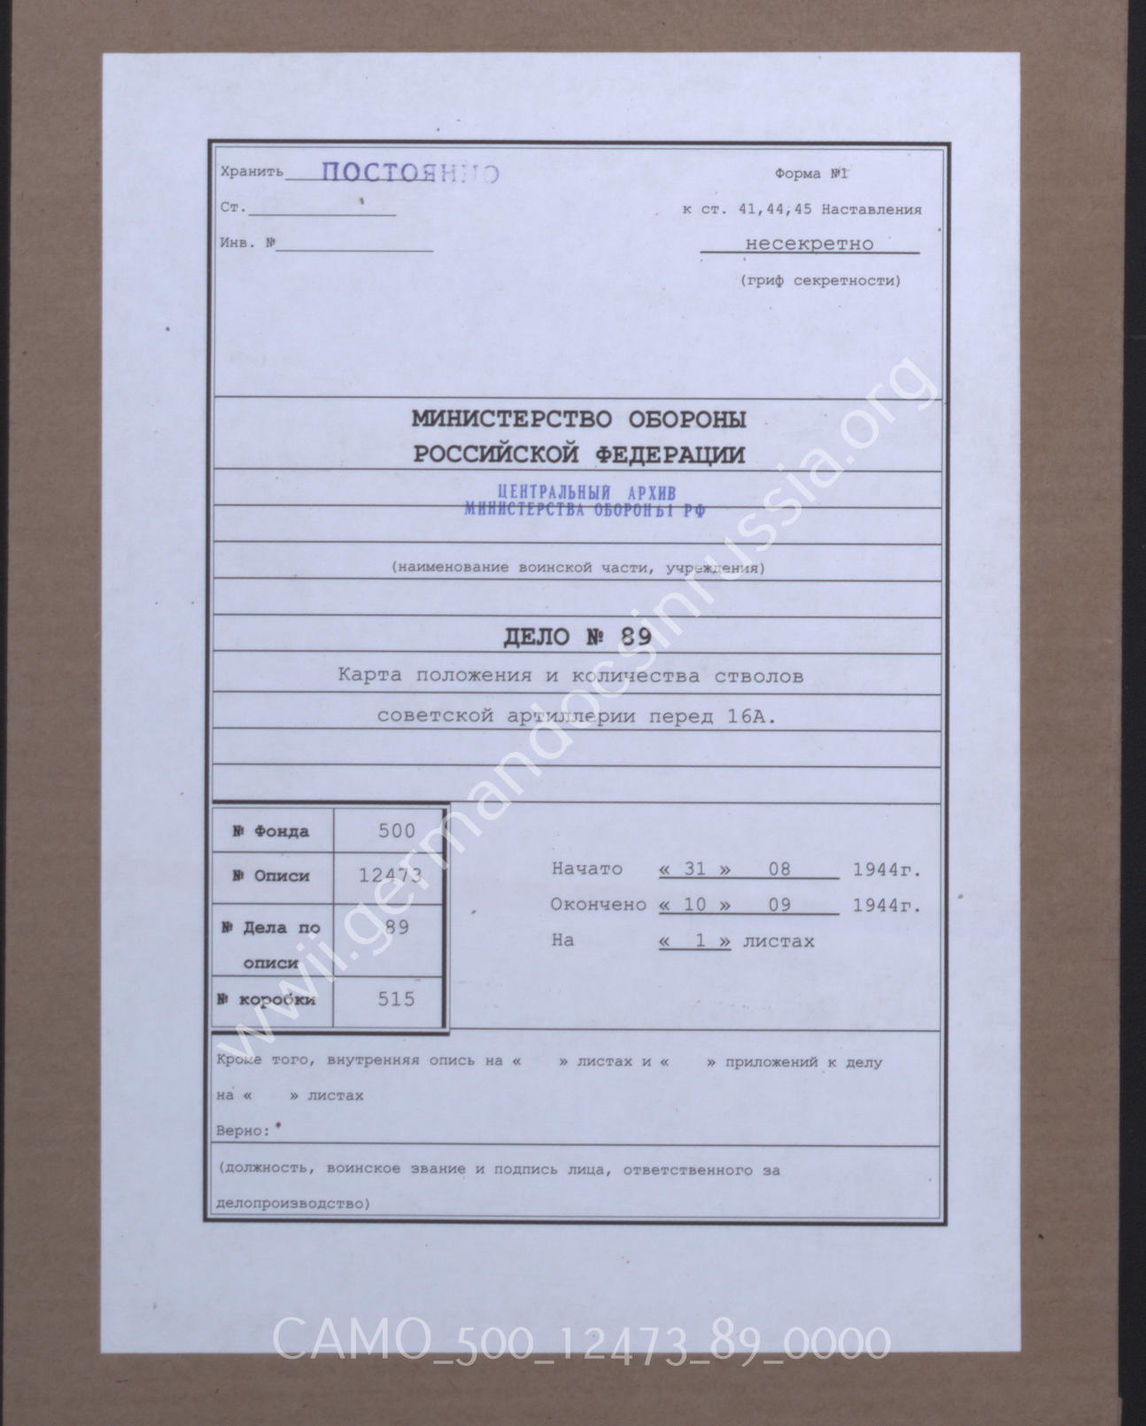 Хранить ПОСТОЯННО
Форма №1
Ст.
к ст. 41,44,45 Наставления
Инв. №
несекретно
(гриф секретности)
МИНИСТЕРСТВО ОБОРОНЫ
РОССИЙСКОЙ ФЕДЕРАЦИИ
ЦЕНТРАЛЬНЫЙ АРХИВ
МИНИСТЕРСТВА ОБОРОНЫ РФ
(наименование воинской части, учреждения)
ДЕЛО № 89
Карта положения и количества стволов
советской артиллерии перед 16А.
№ Фонда 500
№ Описи 12473
№ Дела по 89
описи
№ коробки 515
Начато « 31 » 08 1944г.
Окончено « 10 » 09 1944г.
На « 1 » листах
Кроме того, внутренняя опись на « » листах и « » приложений к делу
на « » листах
Верно:
(должность, воинское звание и подпись лица, ответственного за
делопроизводство)
www.germandocsinrussia.org
CAMO_500_12473_89_0000